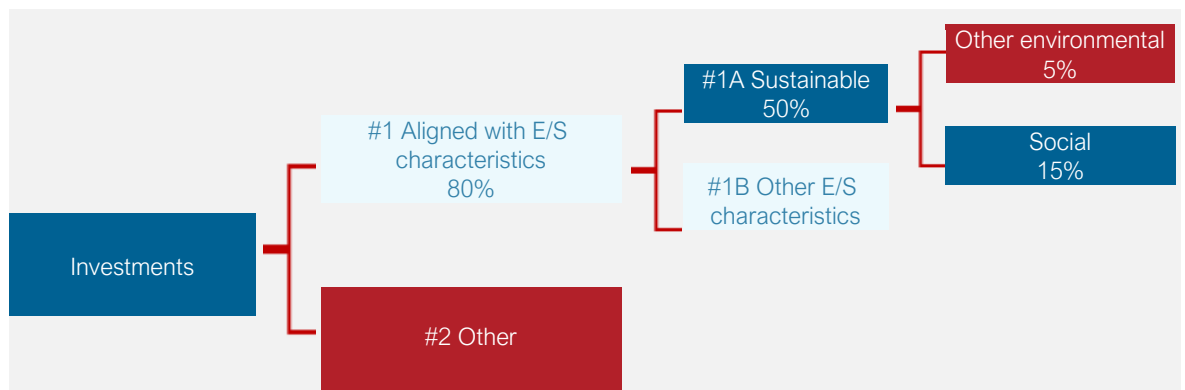 Investments
#1 Aligned with E/S
characteristics
80%
#2 Other
#1A Sustainable
50%
#1B Other E/S
characteristics
Other environmental
5%
Social
15%